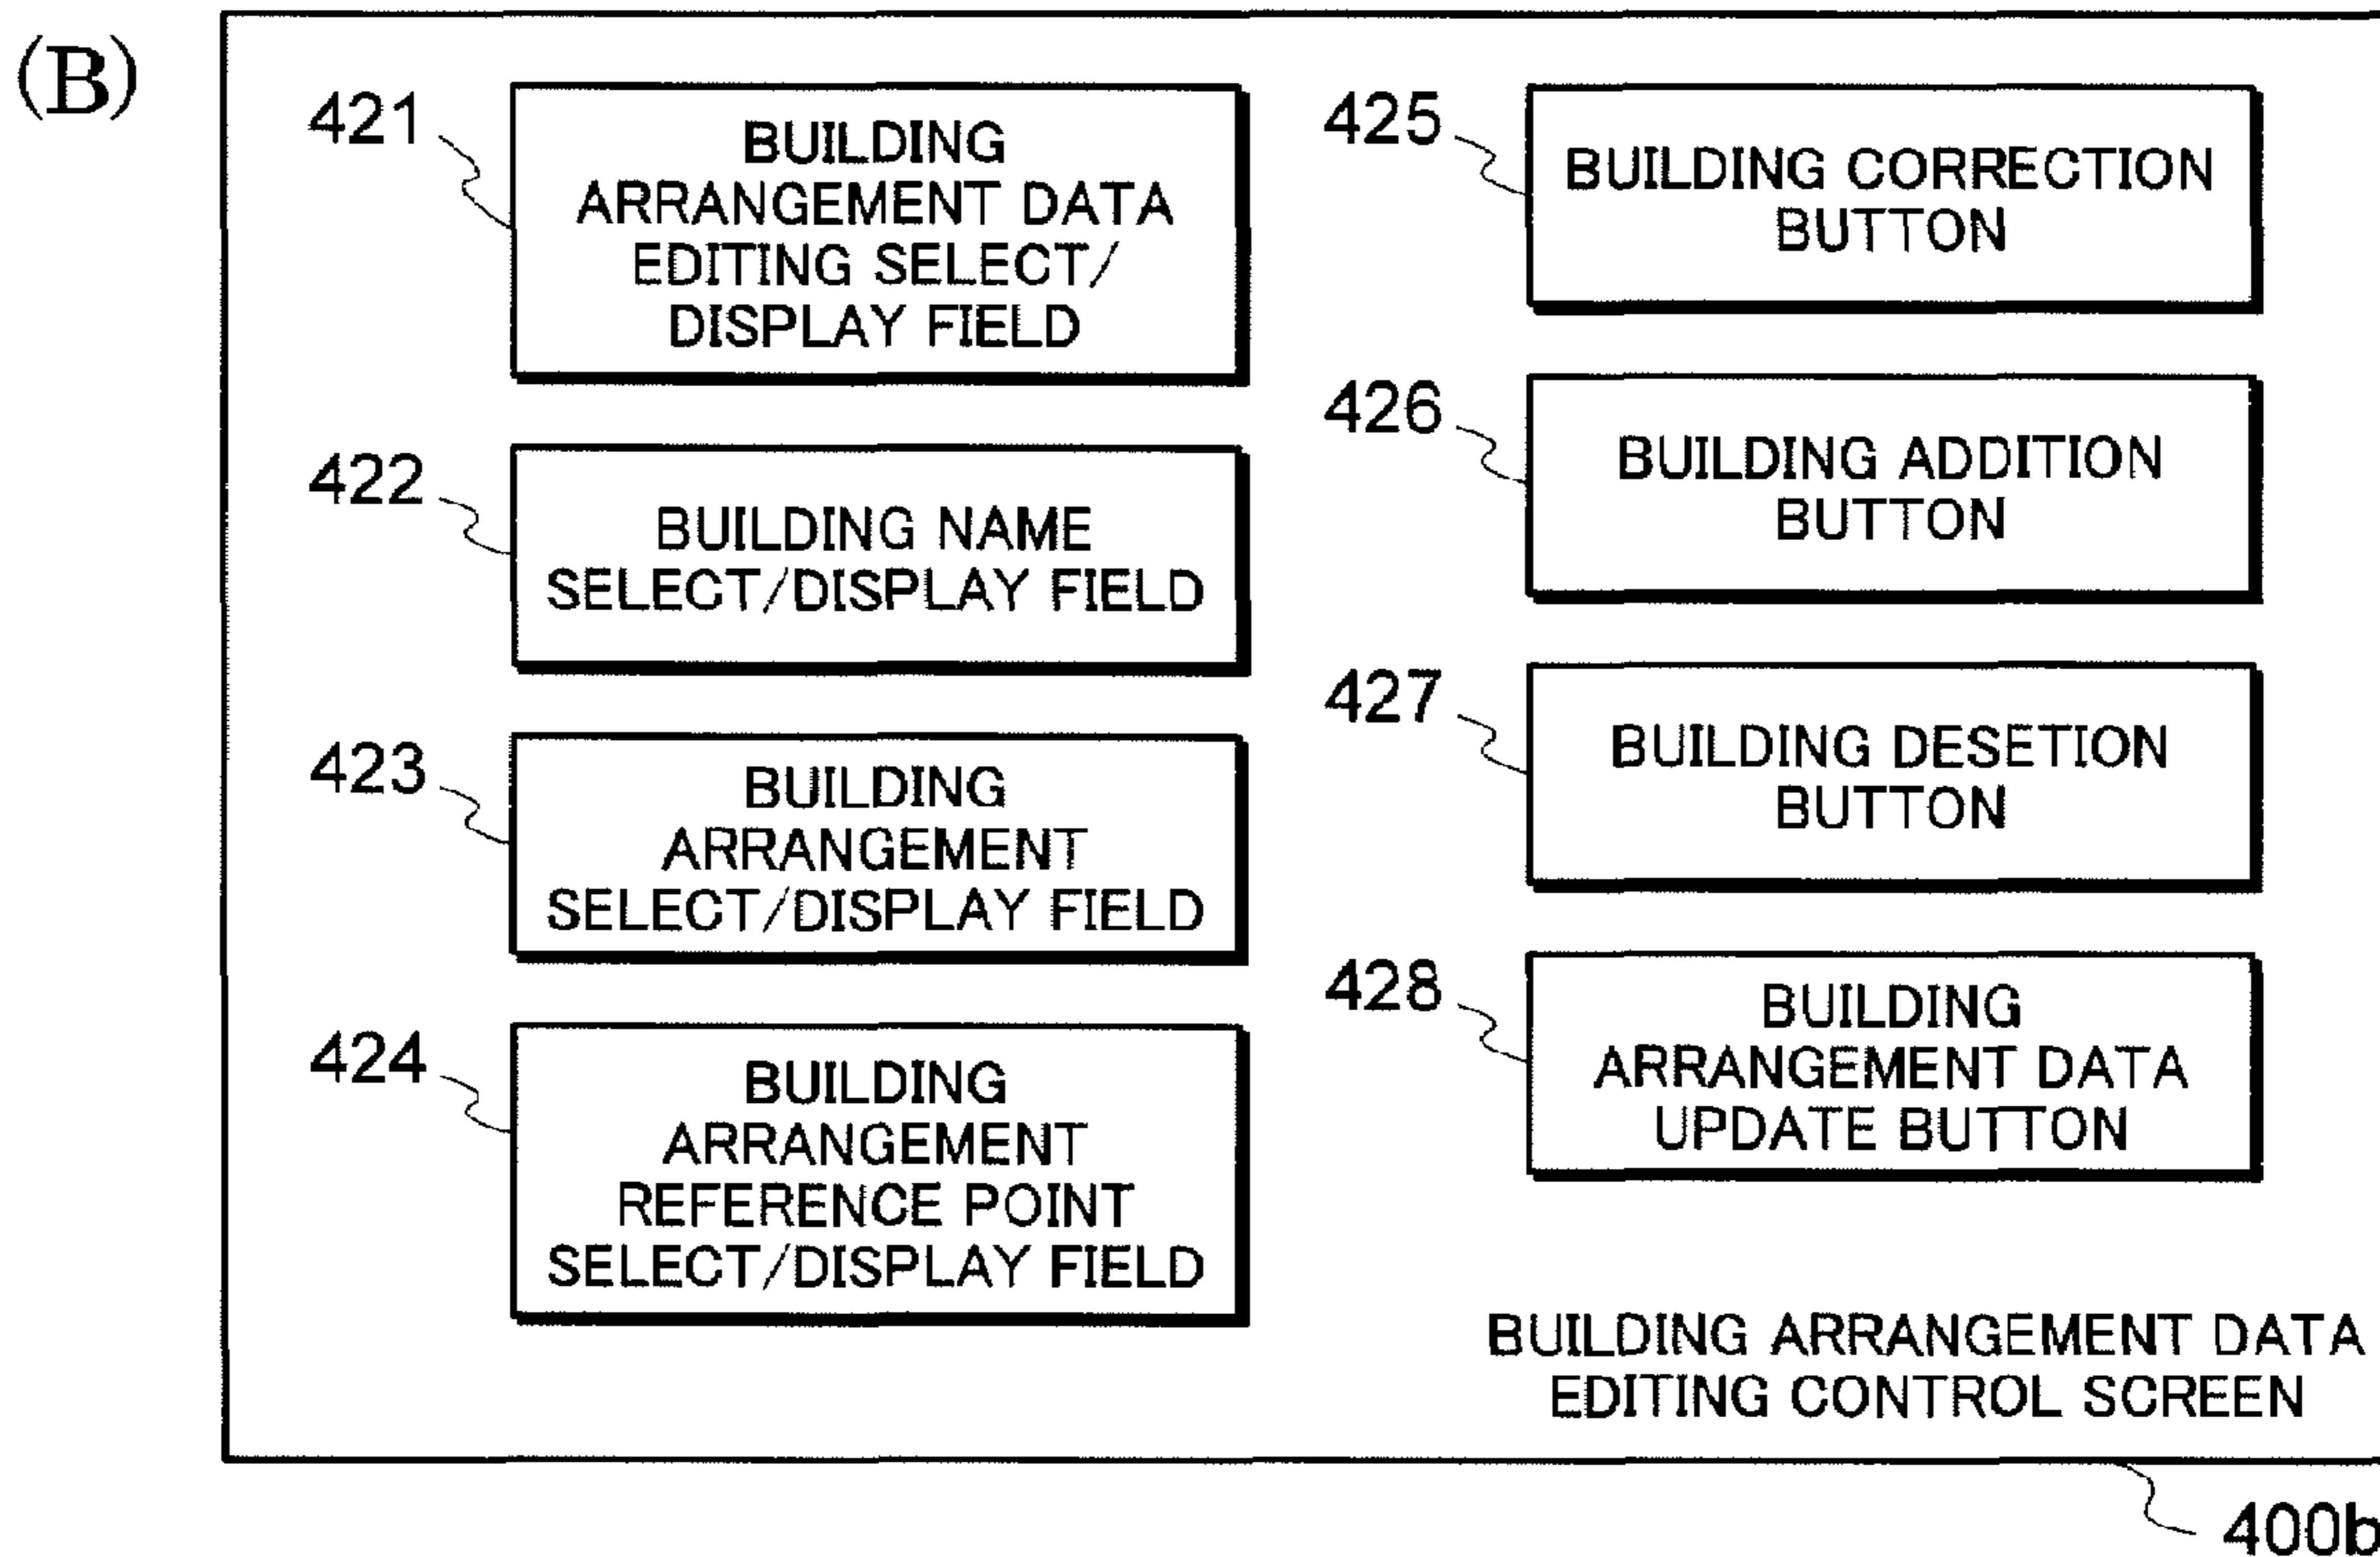 (B)
421
BUILDING
ARRANGEMENT DATA
EDITING SELECT/
DISPLAY FIELD
422
BUILDING NAME
SELECT/DISPLAY FIELD
423
BUILDING
ARRANGEMENT
SELECT/DISPLAY FIELD
424
BUILDING
ARRANGEMENT
REFERENCE POINT
SELECT/DISPLAY FIELD
425
BUILDING CORRECTION
BUTTON
426
BUILDING ADDITION
BUTTON
427
BUILDING DESETION
BUTTON
428
BUILDING
ARRANGEMENT DATA
UPDATE BUTTON
BUILDING ARRANGEMENT DATA
EDITING CONTROL SCREEN
400b